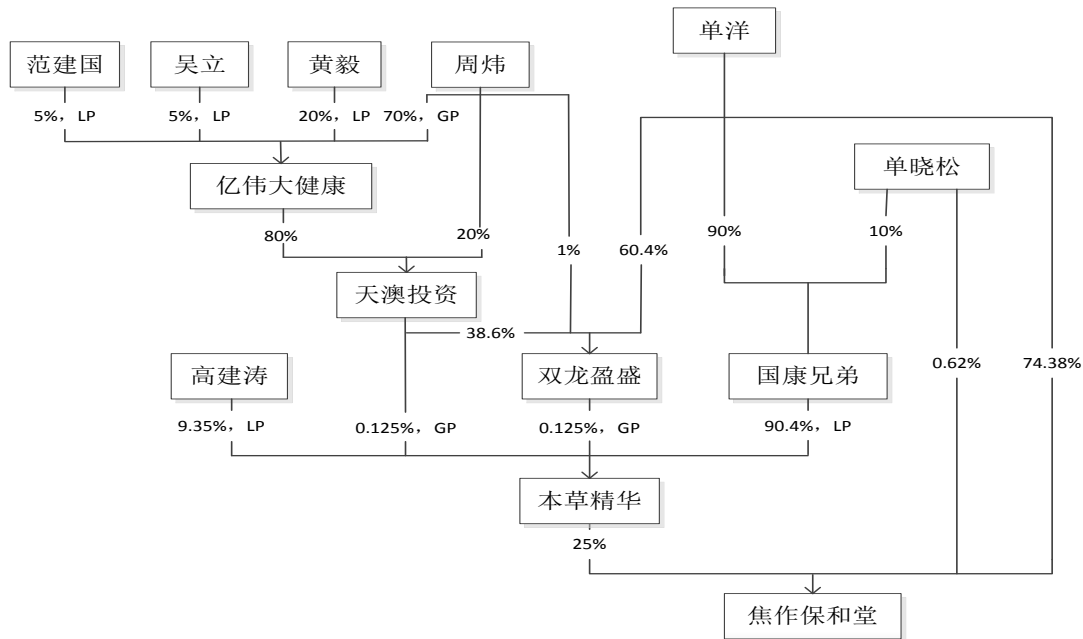 单洋
范建国
吴立
黄毅
周炜
5%，LP
5%，LP
20%，LP
70%，GP
单晓松
亿伟大健康
80%
20%
1%
60.4%
90%
10%
天澳投资
38.6%
高建涛
双龙盈盛
国康兄弟
0.62%
74.38%
9.35%，LP
0.125%，GP
0.125%，GP
90.4%，LP
本草精华
25%
焦作保和堂